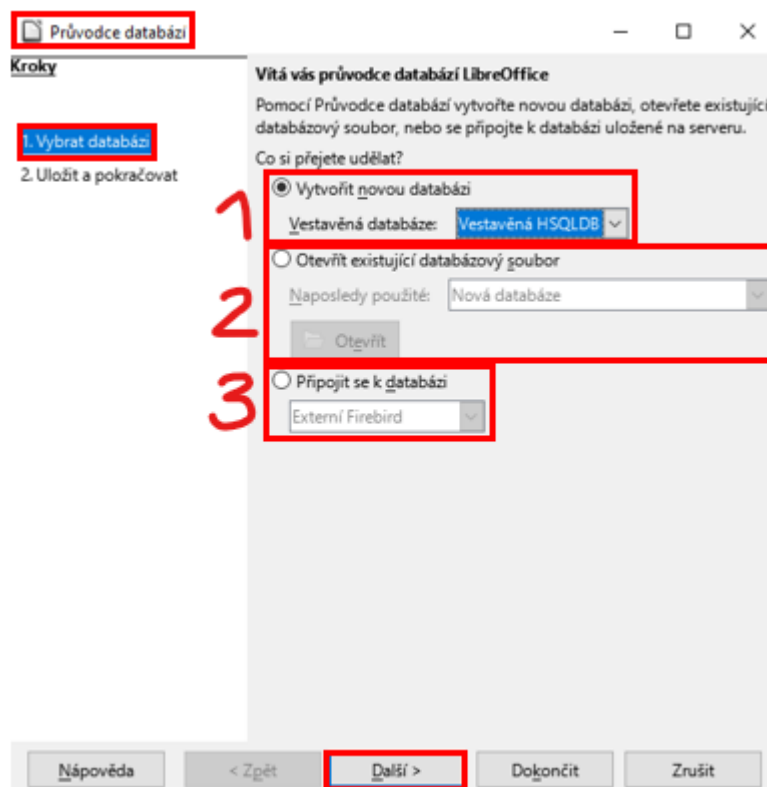 Průvodce databází
Kroky
1. Vybrat databázi
2. Uložit a pokračovat
Vítá vás průvodce databází LibreOffice
Pomocí Průvodce databází vytvořte novou databázi, otevřete existující
databázový soubor, nebo se připojte k databázi uložené na serveru.
Co si přejete udělat?
1
Vytvořit novou databázi
Vestavěná databáze: Vestavěná HSQLDB
2
Otevřít existující databázový soubor
Naposledy použité: Nová databáze
Otevřít
3
Připojit se k databázi
Externí Firebird
Nápověda < Zpět Další > Dokončit Zrušit